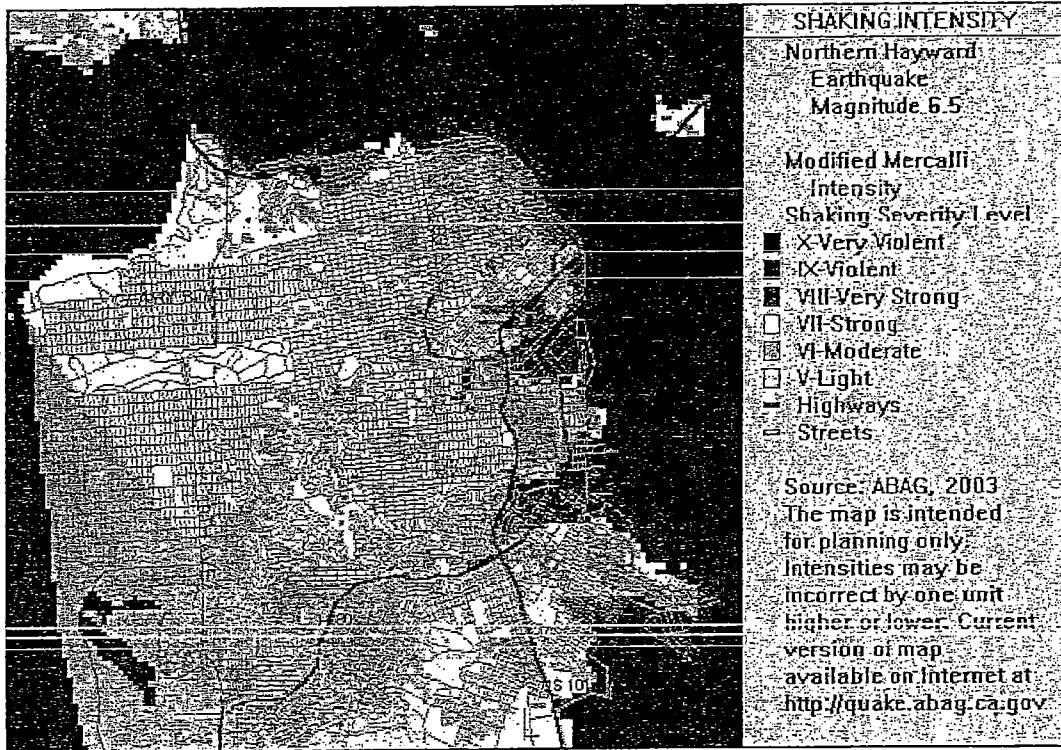 SHAKING INTENSITY
Northern Hayward
Earthquake
Magnitude 6.5
Modified Mercalli
Intensity
Shaking Severity Level
X-Very Violent
IX-Violent
VIII-Very Strong
VII-Strong
VI-Moderate
V-Light
Highways
Streets
Source: ABAG, 2003
The map is intended
for planning only.
Intensities may be
incorrect by one unit
higher or lower. Current
version of map
available on Internet at
http://quake.abag.ca.gov
S 101